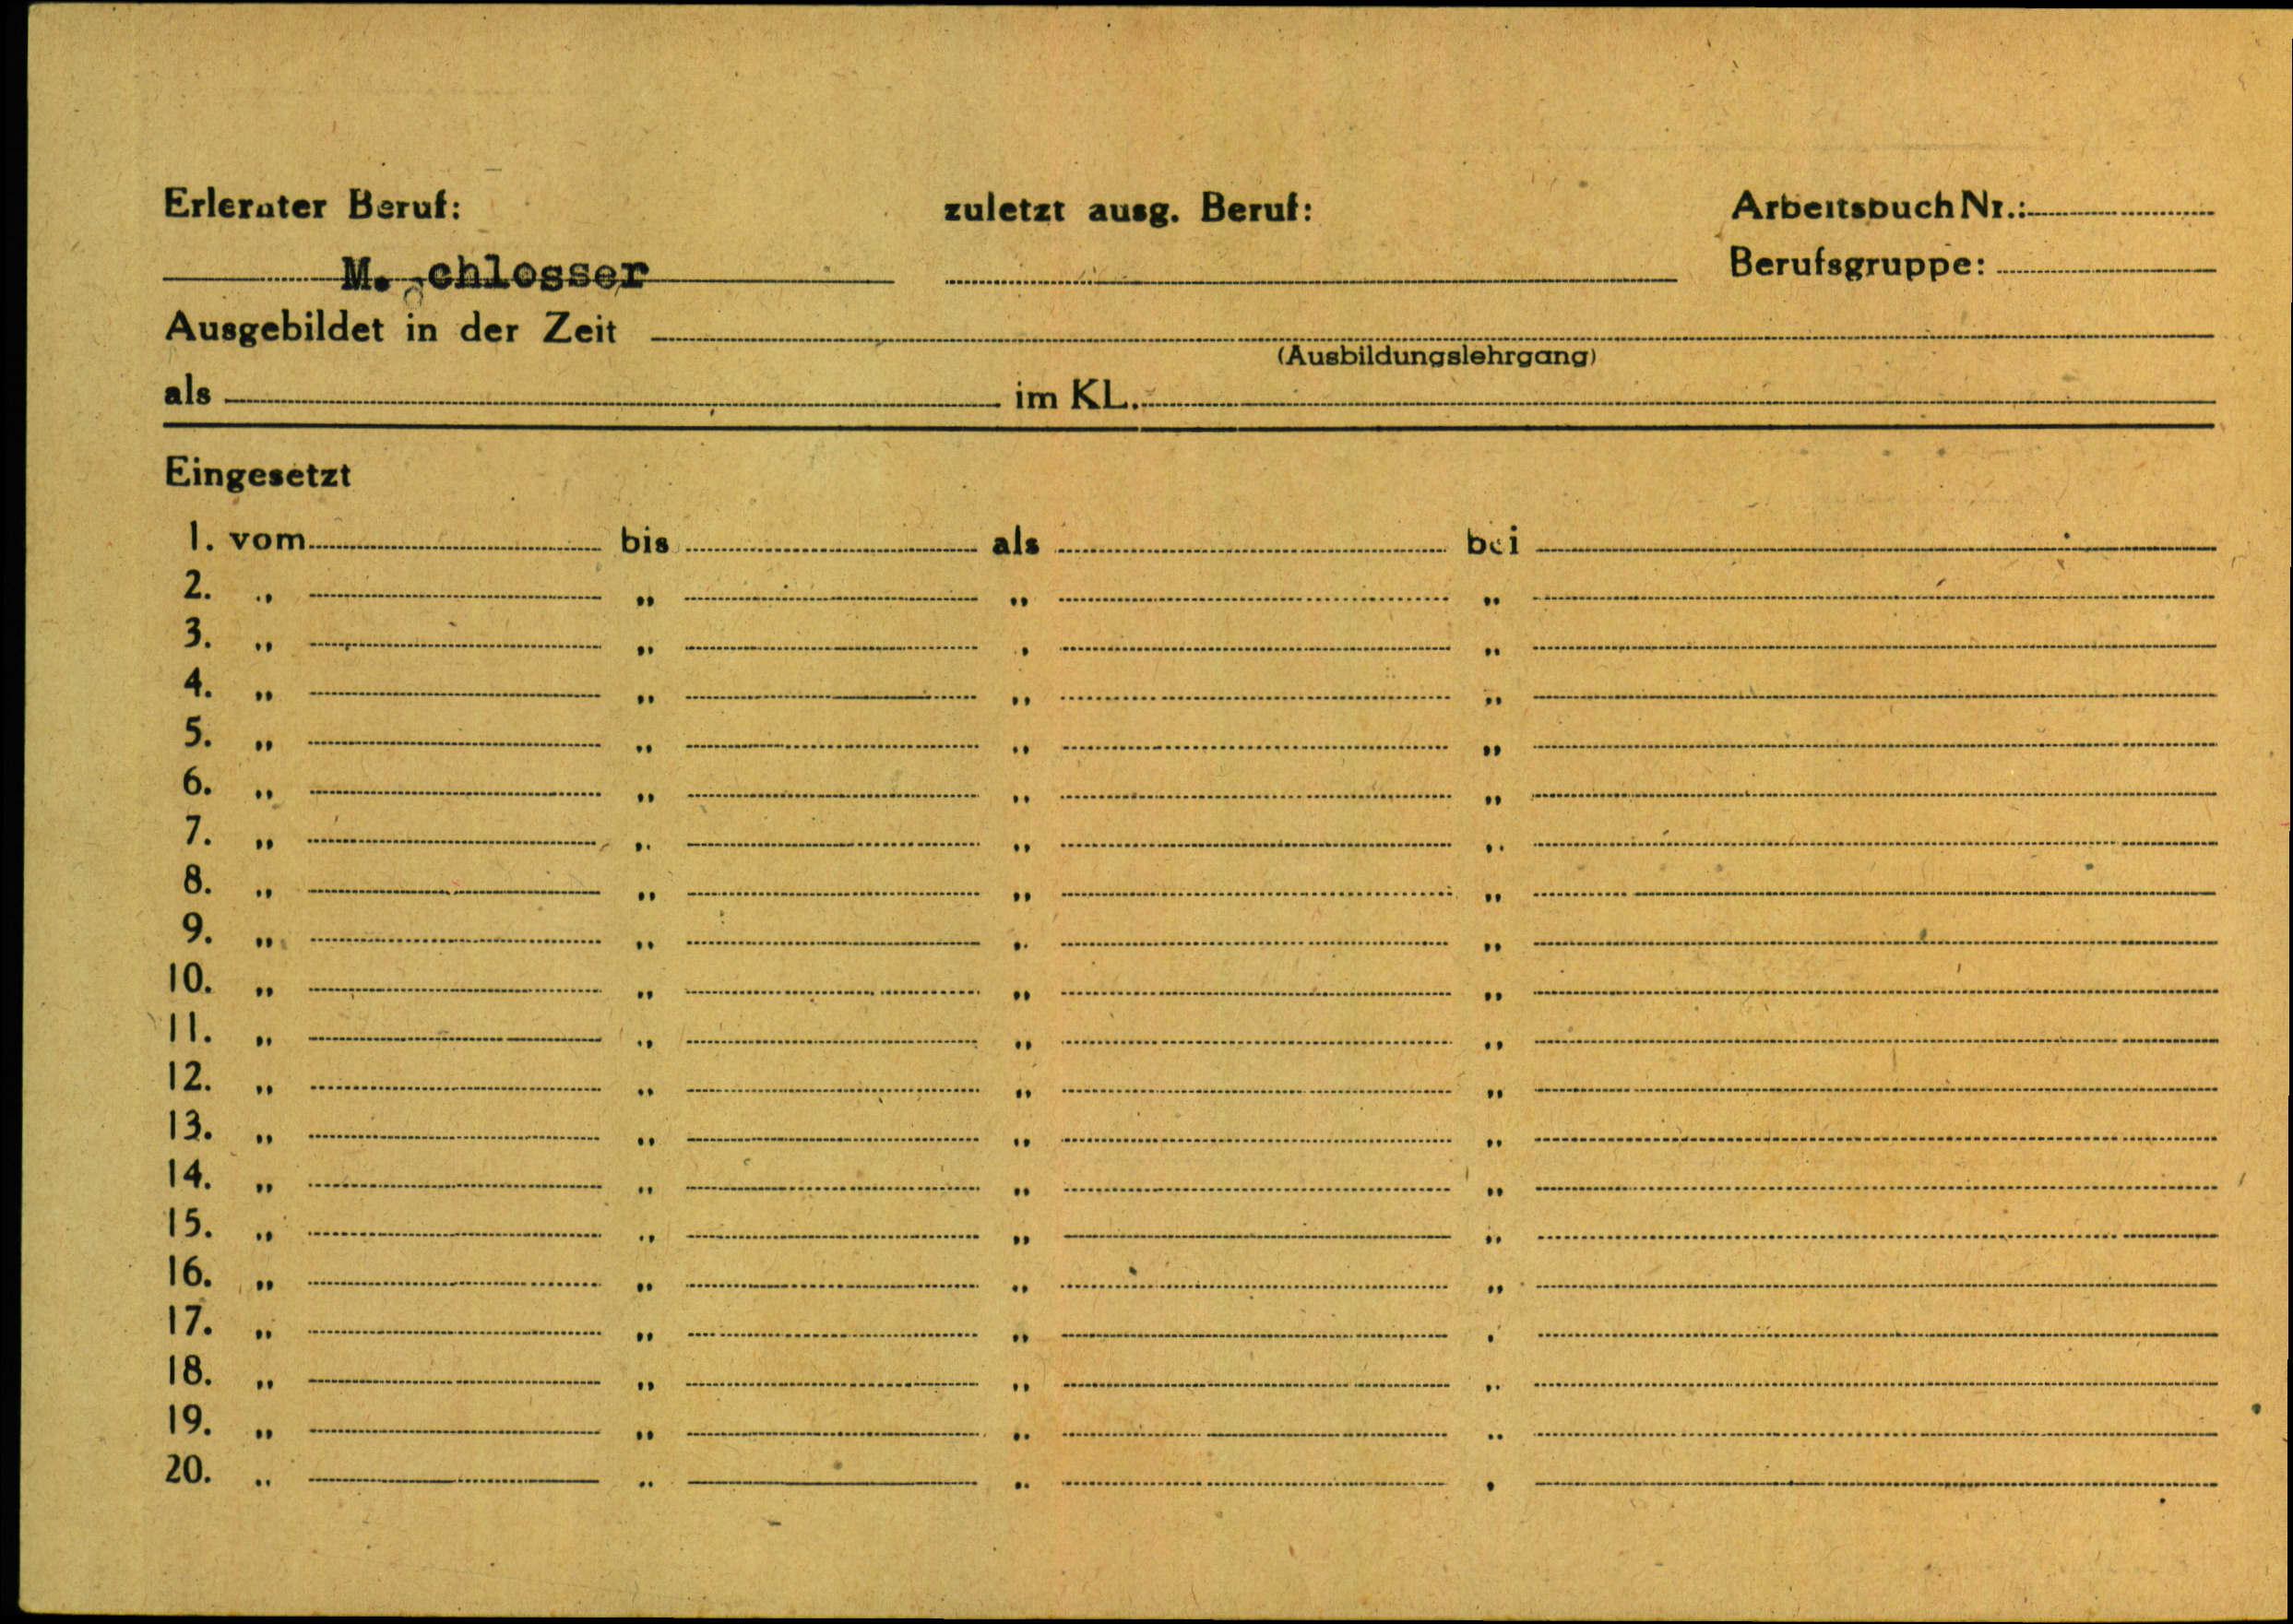 Erlernter Beruf: zuletzt ausg. Beruf: Arbeitsbuch Nr.:
M. Schlosser Berufsgruppe:
Ausgebildet in der Zeit
(Ausbildungslehrgang)
als im KL.
Eingesetzt
1. vom bis als bei
2. „ „ „ „
3. „ „ „ „
4. „ „ „ „
5. „ „ „ „
6. „ „ „ „
7. „ „ „ „
8. „ „ „ „
9. „ „ „ „
10. „ „ „ „
11. „ „ „ „
12. „ „ „ „
13. „ „ „ „
14. „ „ „ „
15. „ „ „ „
16. „ „ „ „
17. „ „ „ „
18. „ „ „ „
19. „ „ „ „
20. „ „ „ „